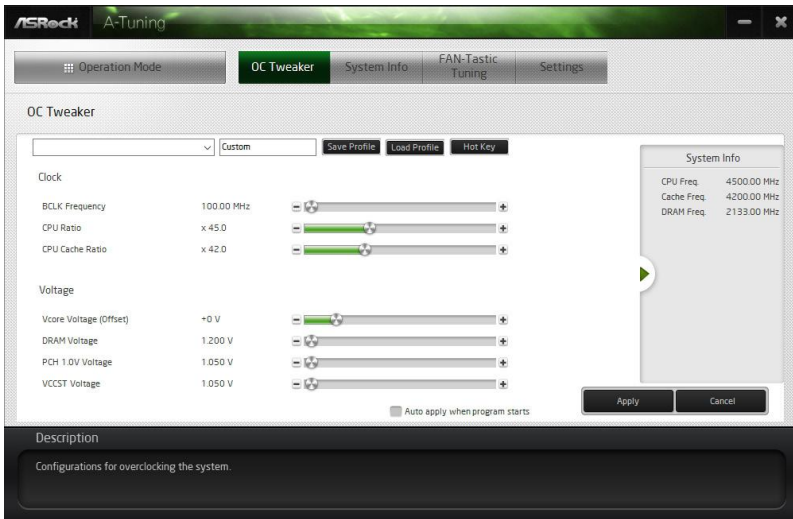 ASRock A-Tuning
Operation Mode OC Tweaker System Info FAN-Tastic Tuning Settings
OC Tweaker
Custom Save Profile Load Profile Hot Key
Clock
BCLK Frequency 100.00 MHz
CPU Ratio x 45.0
CPU Cache Ratio x 42.0
Voltage
Vcore Voltage (Offset) +0 V
DRAM Voltage 1.200 V
PCH 1.0V Voltage 1.050 V
VCCST Voltage 1.050 V
Auto apply when program starts
System Info
CPU Freq. 4500.00 MHz
Cache Freq. 4200.00 MHz
DRAM Freq. 2133.00 MHz
Apply Cancel
Description
Configurations for overclocking the system.